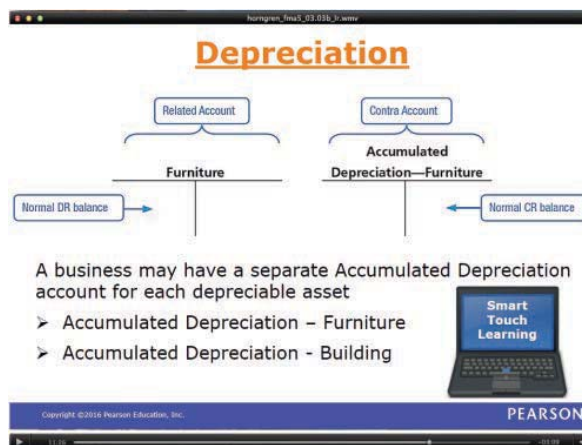 horngren_fma5_03.03b_lr.wmv
Depreciation
Related Account
Contra Account
Furniture
Accumulated
Depreciation—Furniture
Normal DR balance
Normal CR balance
A business may have a separate Accumulated Depreciation
account for each depreciable asset
➢ Accumulated Depreciation – Furniture
➢ Accumulated Depreciation - Building
Smart
Touch
Learning
Copyright ©2016 Pearson Education, Inc.
PEARSON